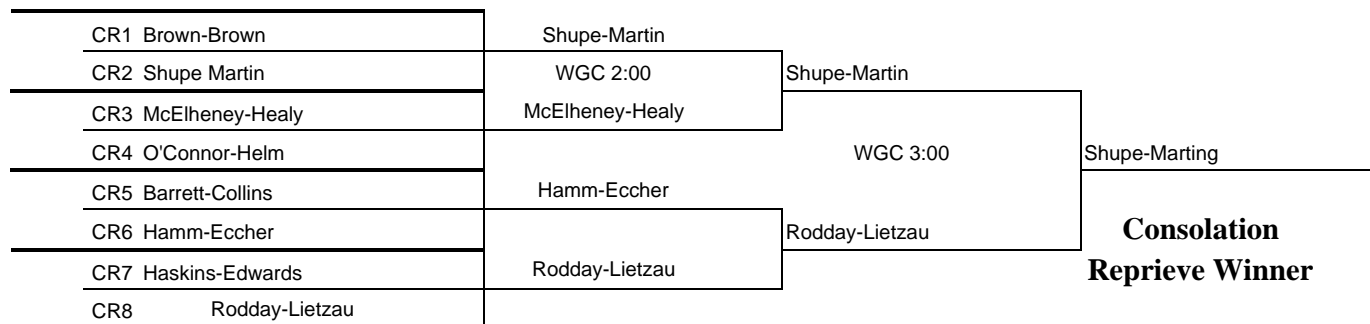 CR1 Brown-Brown
Shupe-Martin
CR2 Shupe Martin
WGC 2:00
Shupe-Martin
CR3 McElheney-Healy
McElheney-Healy
CR4 O'Connor-Helm
WGC 3:00
Shupe-Marting
CR5 Barrett-Collins
Hamm-Eccher
CR6 Hamm-Eccher
Rodday-Lietzau
Consolation
Reprieve Winner
CR7 Haskins-Edwards
Rodday-Lietzau
CR8 Rodday-Lietzau